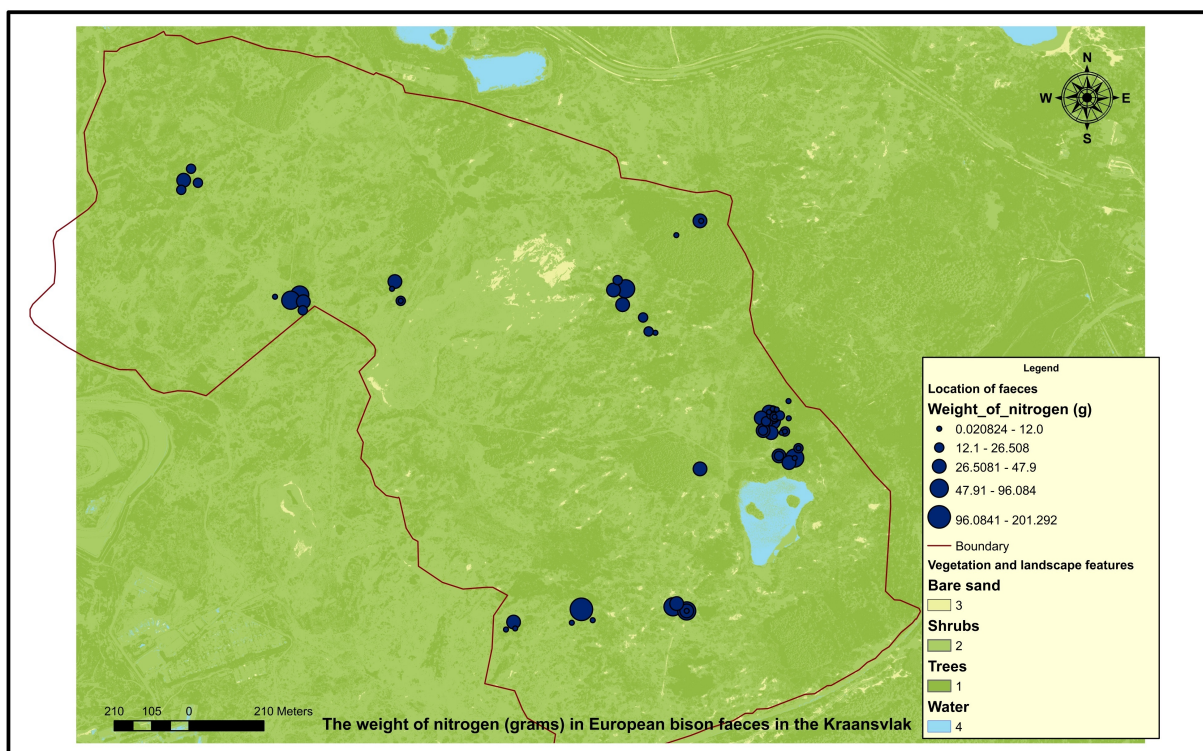 N
W E
S
Legend
Location of faeces
Weight_of_nitrogen (g)
0.020824 - 12.0
12.1 - 26.508
26.5081 - 47.9
47.91 - 96.084
96.0841 - 201.292
Boundary
Vegetation and landscape features
Bare sand
3
Shrubs
2
Trees
1
Water
4
210 105 0 210 Meters
The weight of nitrogen (grams) in European bison faeces in the Kraansvlak